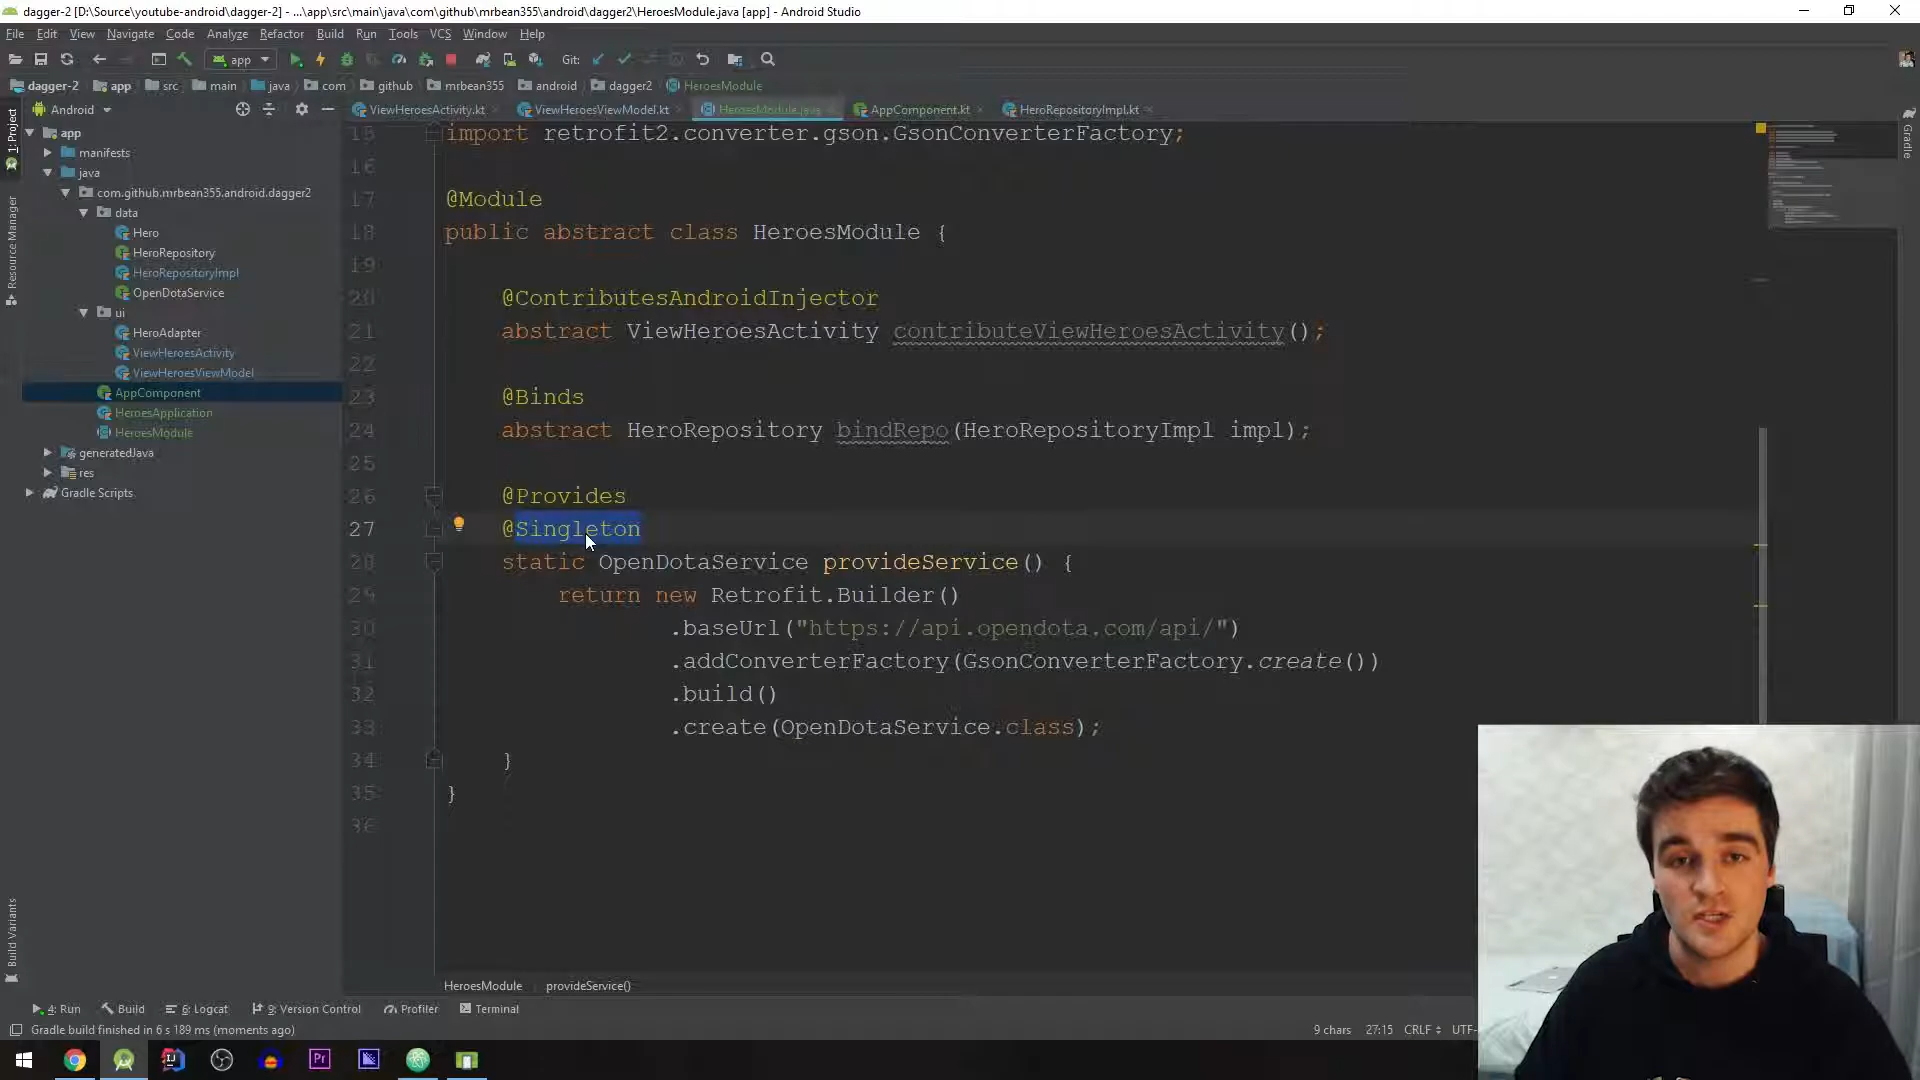 dagger-2 [D:\Source\youtube-android\dagger-2] - ...\app\src\main\java\com\github\mrbean355\android\dagger2\HeroesModule.java [app] - Android Studio
File Edit View Navigate Code Analyze Refactor Build Run Tools VCS Window Help
app Git:
dagger-2 app src main java com github mrbean355 android dagger2 HeroesModule
Android
ViewHeroesActivity.kt ViewHeroesViewModel.kt HeroesModule.java AppComponent.kt HeroRepositoryImpl.kt
1: Project
Resource Manager
Build Variants
Gradle
app
manifests
java
com.github.mrbean355.android.dagger2
data
Hero
HeroRepository
HeroRepositoryImpl
OpenDotaService
ui
HeroAdapter
ViewHeroesActivity
ViewHeroesViewModel
AppComponent
HeroesApplication
HeroesModule
generatedJava
res
Gradle Scripts
15 import retrofit2.converter.gson.GsonConverterFactory;
16
17 @Module
18 public abstract class HeroesModule {
19
20 @ContributesAndroidInjector
21 abstract ViewHeroesActivity contributeViewHeroesActivity();
22
23 @Binds
24 abstract HeroRepository bindRepo(HeroRepositoryImpl impl);
25
26 @Provides
27 @Singleton
28 static OpenDotaService provideService() {
29 return new Retrofit.Builder()
30 .baseUrl("https://api.opendota.com/api/")
31 .addConverterFactory(GsonConverterFactory.create())
32 .build()
33 .create(OpenDotaService.class);
34 }
35 }
36
HeroesModule provideService()
4: Run Build 6: Logcat 9: Version Control Profiler Terminal
Gradle build finished in 6 s 189 ms (moments ago)
9 chars 27:15 CRLF UTF-
Pr